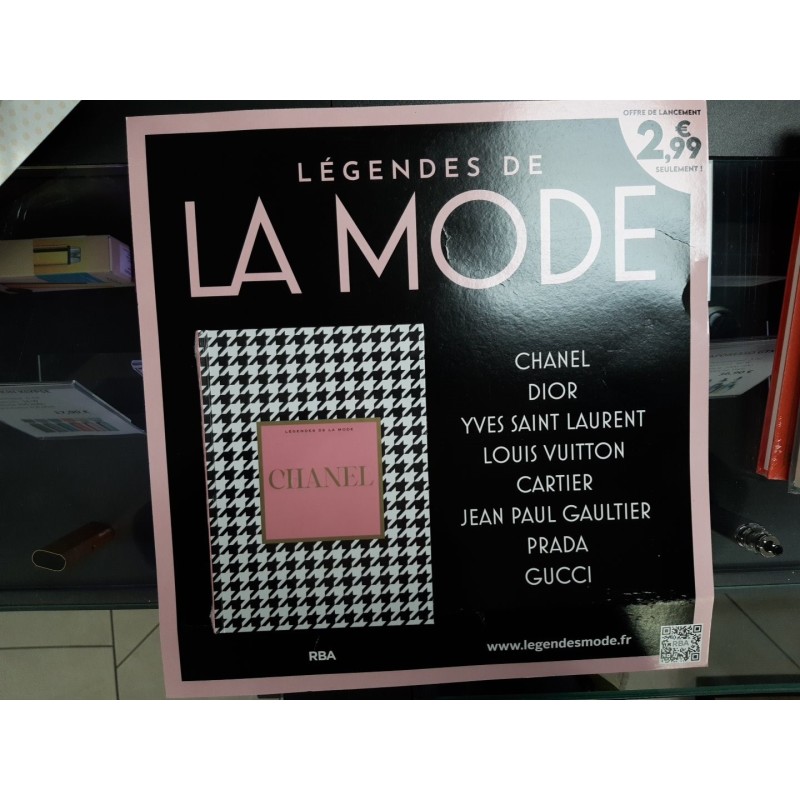 OFFRE DE LANCEMENT
2,99 €
SEULEMENT !
LÉGENDES DE
LA MODE
LÉGENDES DE LA MODE
CHANEL
CHANEL
DIOR
YVES SAINT LAURENT
LOUIS VUITTON
CARTIER
JEAN PAUL GAULTIER
PRADA
GUCCI
RBA
www.legendesmode.fr
RBA